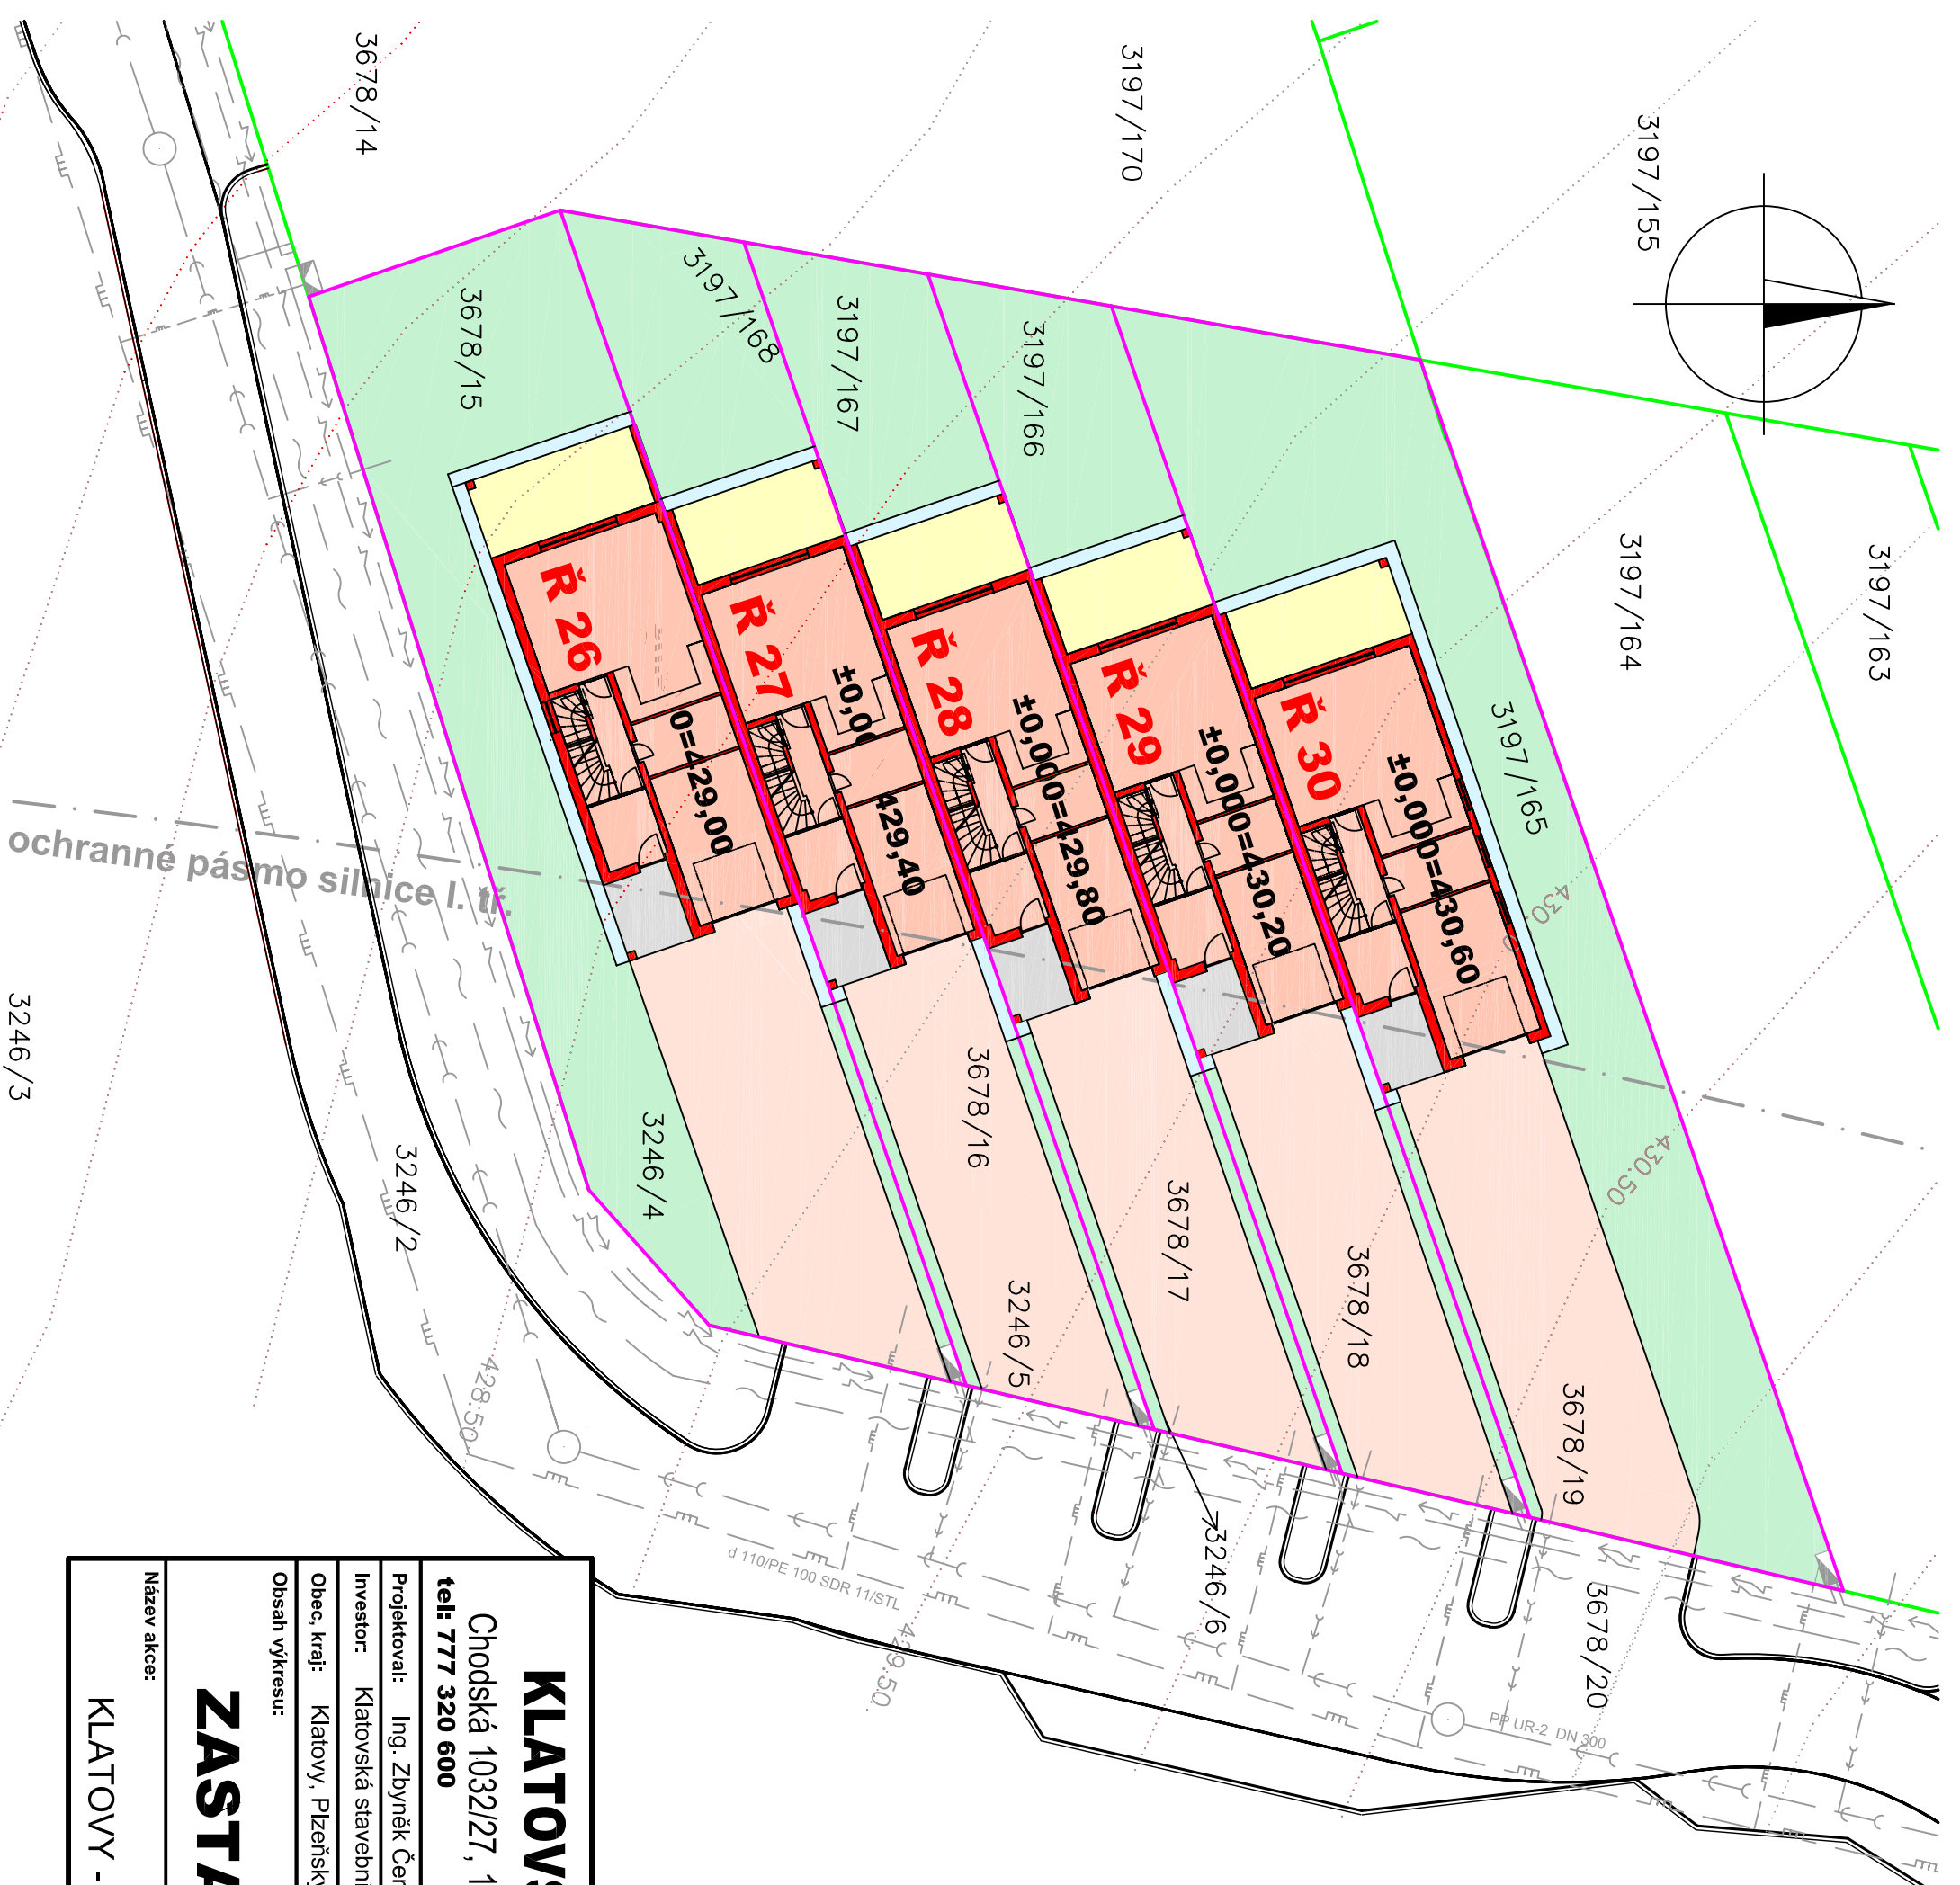 3678/14
3197/170
3197/155
3197/164
3197/163
3678/15
3197/168
3197/167
3197/166
3197/165
Ř 26
Ř 27
Ř 28
Ř 29
Ř 30
0=429,00
±0,00
429,40
±0,000=429,80
±0,000=430,20
±0,000=430,60
430.50
ochranné pásmo silnice I. tř.
3246/3
3246/2
3246/4
3678/16
3246/5
3678/17
3678/18
3678/19
3246/6
3678/20
428.50
429.50
d 110/PE 100 SDR 11/STL
PP UR-2 DN 300
KLATOVS
Chodská 1032/27, 1
tel: 777 320 600
Projektoval: Ing. Zbyněk Čer
Investor: Klatovská stavebn
Obec, kraj: Klatovy, Plzeňský
Obsah výkresu:
ZASTA
Název akce:
KLATOVY -